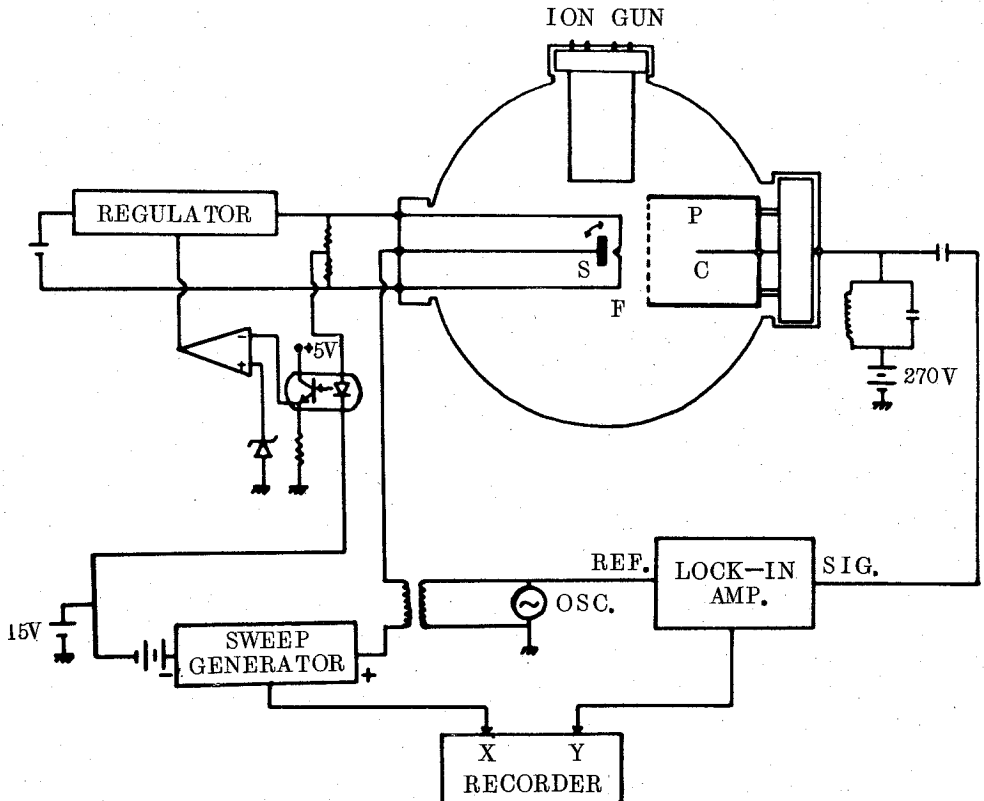 ION GUN
REGULATOR
P
S
C
F
-
+5V
+
270V
REF.
LOCK-IN
AMP.
SIG.
OSC.
15V
SWEEP
GENERATOR
-
+
X
Y
RECORDER